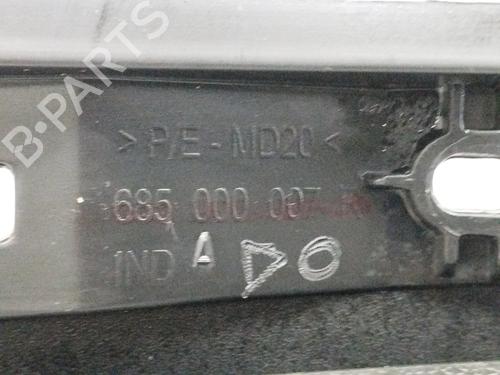 B-PARTS
> P/E-MD20 <
685 000 007
IND A